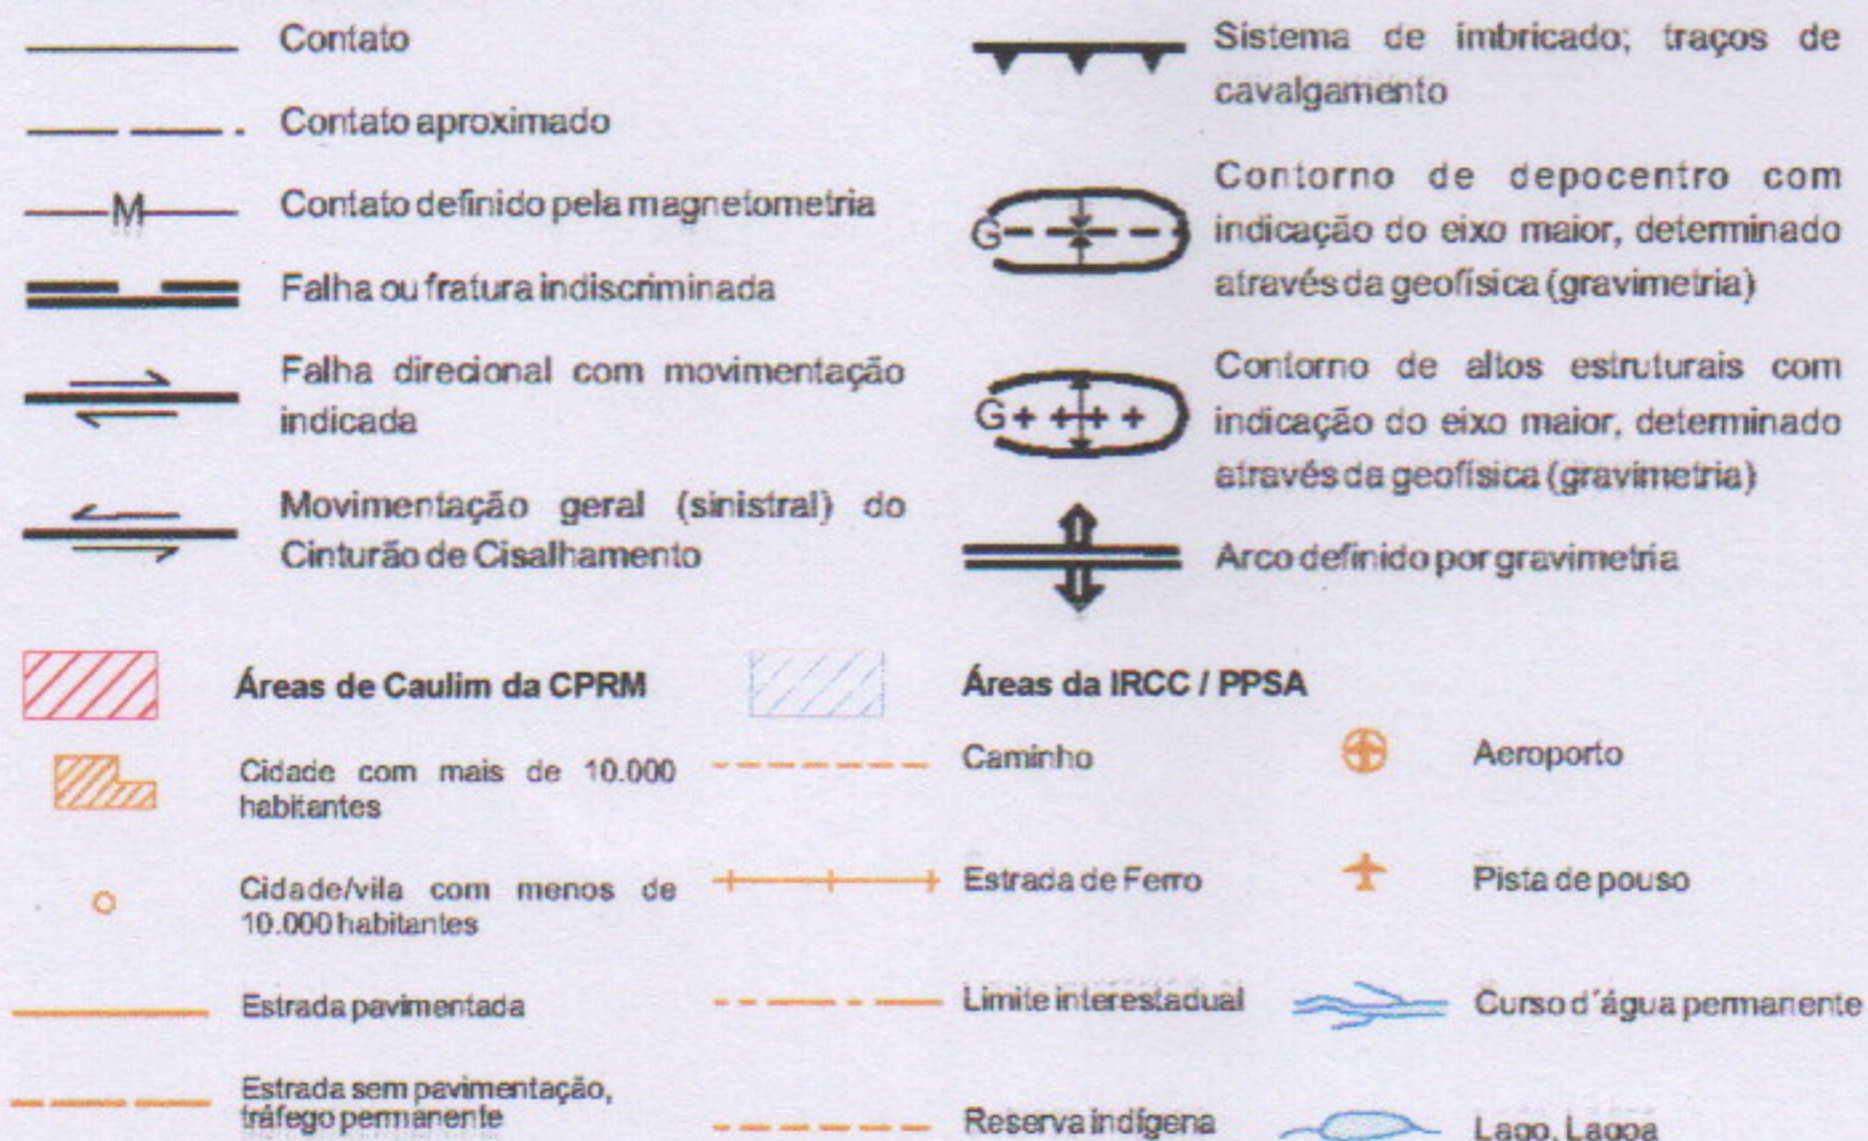 Contato
Contato aproximado
M
Contato definido pela magnetometria
Falha ou fratura indiscriminada
Falha direcional com movimentação
indicada
Movimentação geral (sinistral) do
Cinturão de Cisalhamento
Sistema de imbricado; traços de
cavalgamento
G
Contorno de depocentro com
indicação do eixo maior, determinado
através da geofísica (gravimetria)
G
Contorno de altos estruturais com
indicação do eixo maior, determinado
através da geofísica (gravimetria)
Arco definido por gravimetria
Áreas de Caulim da CPRM
Áreas da IRCC / PPSA
Cidade com mais de 10.000
habitantes
Cidade/vila com menos de
10.000 habitantes
Estrada pavimentada
Estrada sem pavimentação,
tráfego permanente
Caminho
Estrada de Ferro
Limite interestadual
Reserva indígena
Aeroporto
Pista de pouso
Curso d´água permanente
Lago, Lagoa